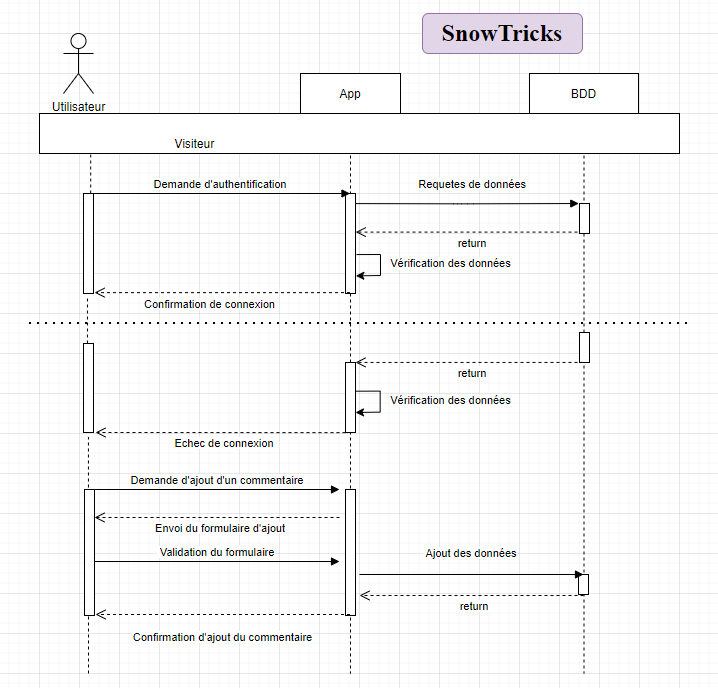 SnowTricks
Utilisateur
App
BDD
Visiteur
Demande d'authentification
Requetes de données
return
Vérification des données
Confirmation de connexion
return
Vérification des données
Echec de connexion
Demande d'ajout d'un commentaire
Envoi du formulaire d'ajout
Validation du formulaire
Ajout des données
return
Confirmation d'ajout du commentaire